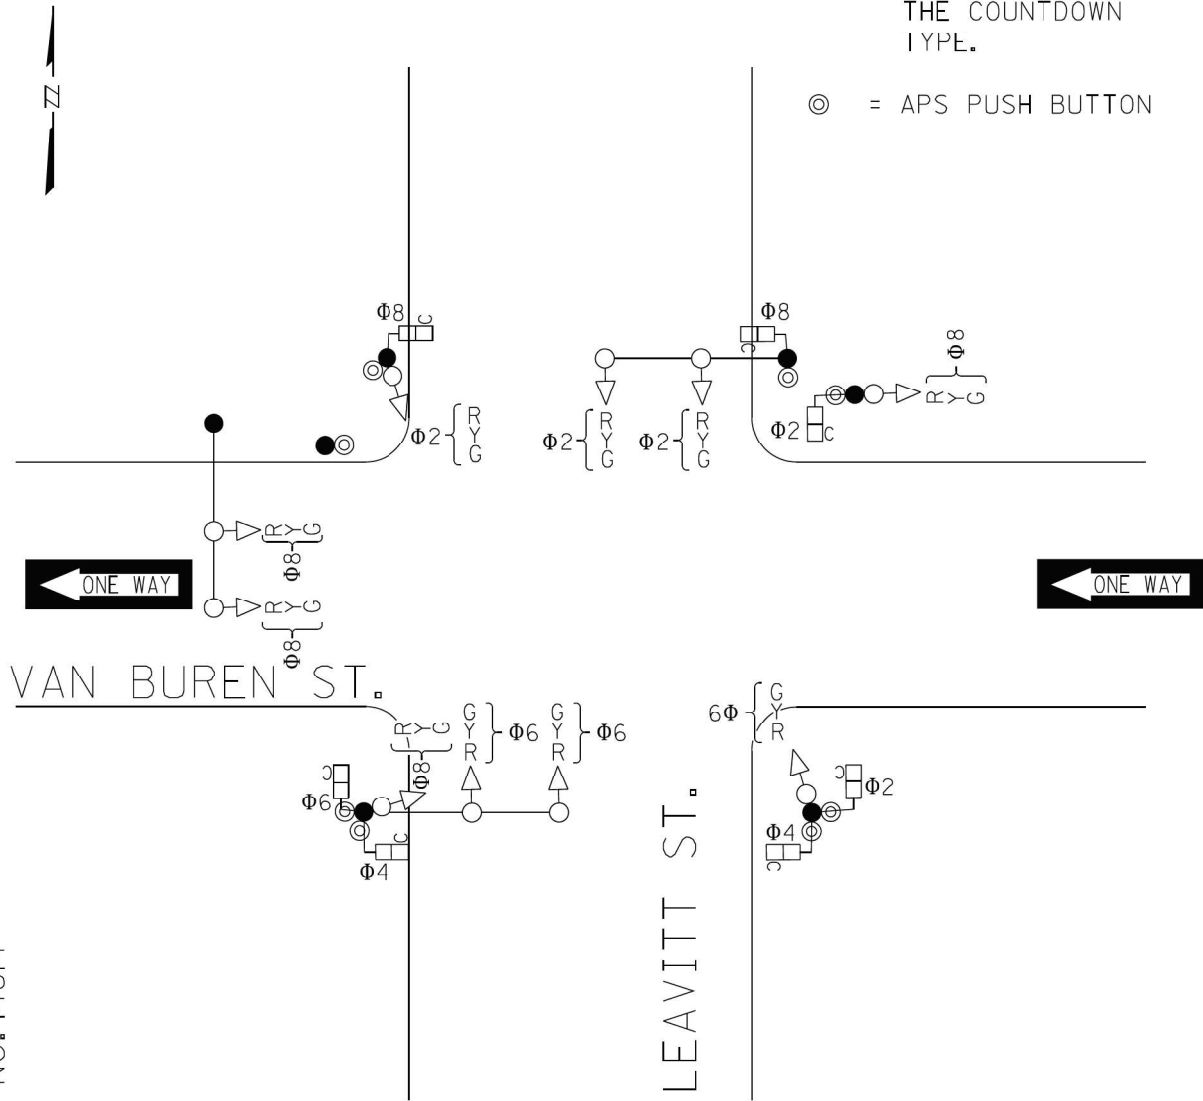 THE COUNTDOWN
TYPE.
◎ = APS PUSH BUTTON
N
Φ8
C
Φ8
C
Φ8
R Y G
Φ2
R
Y
G
Φ2
R
Y
G
Φ2
R
Y
G
Φ2
C
R Y G
Φ8
ONE WAY
ONE WAY
R Y G
Φ8
VAN BUREN ST.
R Y G
Φ8
G
Y
R
Φ6
G
Y
R
Φ6
6Φ
G
Y
R
C
Φ6
C
Φ4
C
Φ2
Φ4
C
LEAVITT ST.